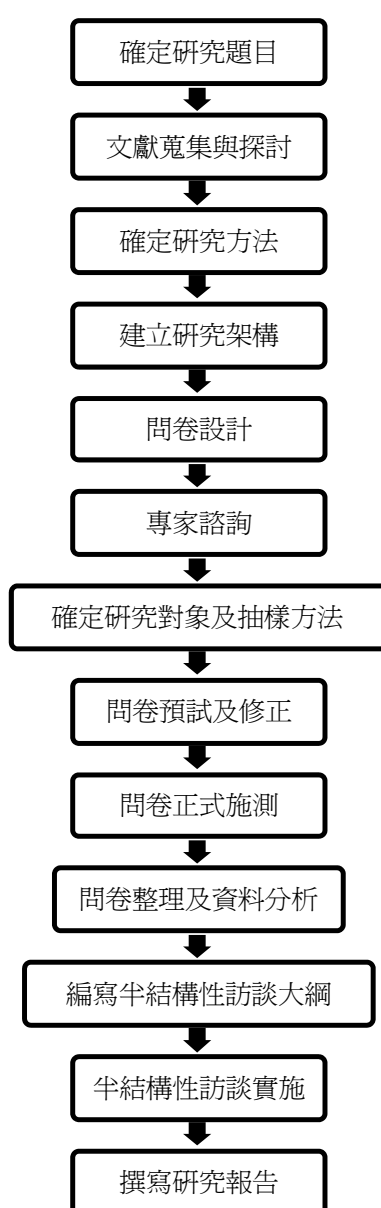 確定研究題目
文獻蒐集與探討
確定研究方法
建立研究架構
問卷設計
專家諮詢
確定研究對象及抽樣方法
問卷預試及修正
問卷正式施測
問卷整理及資料分析
編寫半結構性訪談大綱
半結構性訪談實施
撰寫研究報告